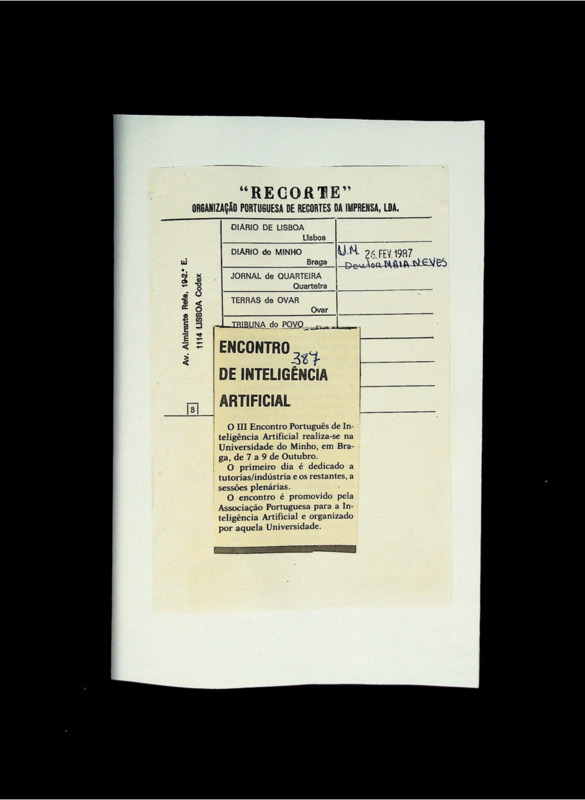 "RECORTE"
ORGANIZAÇÃO PORTUGUESA DE RECORTES DA IMPRENSA, LDA.
Av. Almirante Reis, 19-2.º E.
1114 LISBOA Codex
DIÁRIO DE LISBOA
Lisboa
DIÁRIO do MINHO
Braga
U.M. 26.FEV.1987
Doutor MAIA NEVES
JORNAL de QUARTEIRA
Quarteira
TERRAS de OVAR
Ovar
TRIBUNA do POVO
8
ENCONTRO
387
DE INTELIGÊNCIA
ARTIFICIAL
O III Encontro Português de In-
teligência Artificial realiza-se na
Universidade do Minho, em Bra-
ga, de 7 a 9 de Outubro.
O primeiro dia é dedicado a
tutorias/indústria e os restantes, a
sessões plenárias.
O encontro é promovido pela
Associação Portuguesa para a In-
teligência Artificial e organizado
por aquela Universidade.